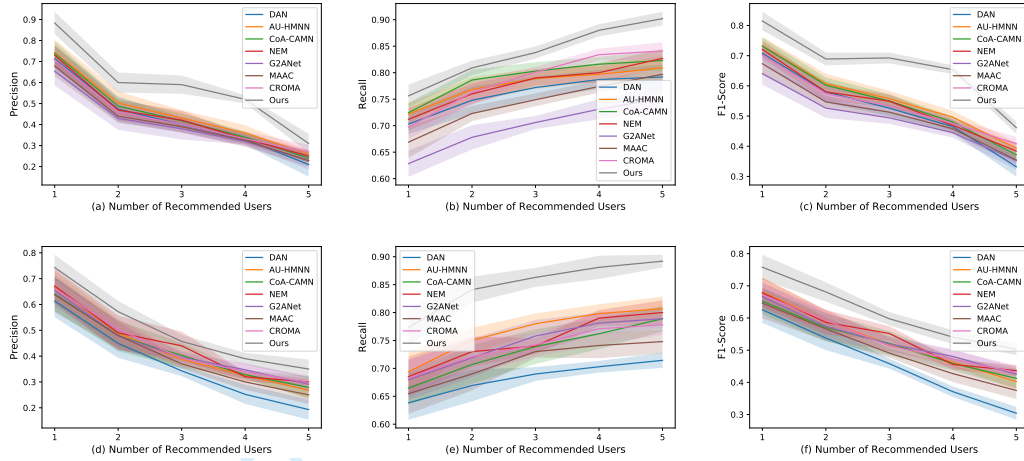 0.9
0.8
0.7
0.6
0.5
0.4
0.3
0.2
Precision
1 2 3 4 5
(a) Number of Recommended Users
DAN
AU-HMNN
CoA-CAMN
NEM
G2ANet
MAAC
CROMA
Ours
0.90
0.85
0.80
0.75
0.70
0.65
0.60
Recall
1 2 3 4 5
(b) Number of Recommended Users
DAN
AU-HMNN
CoA-CAMN
NEM
G2ANet
MAAC
CROMA
Ours
0.8
0.7
0.6
0.5
0.4
0.3
F1-Score
1 2 3 4 5
(c) Number of Recommended Users
DAN
AU-HMNN
CoA-CAMN
NEM
G2ANet
MAAC
CROMA
Ours
0.8
0.7
0.6
0.5
0.4
0.3
0.2
Precision
1 2 3 4 5
(d) Number of Recommended Users
DAN
AU-HMNN
CoA-CAMN
NEM
G2ANet
MAAC
CROMA
Ours
0.90
0.85
0.80
0.75
0.70
0.65
0.60
Recall
1 2 3 4 5
(e) Number of Recommended Users
DAN
AU-HMNN
CoA-CAMN
NEM
G2ANet
MAAC
CROMA
Ours
0.8
0.7
0.6
0.5
0.4
0.3
F1-Score
1 2 3 4 5
(f) Number of Recommended Users
DAN
AU-HMNN
CoA-CAMN
NEM
G2ANet
MAAC
CROMA
Ours